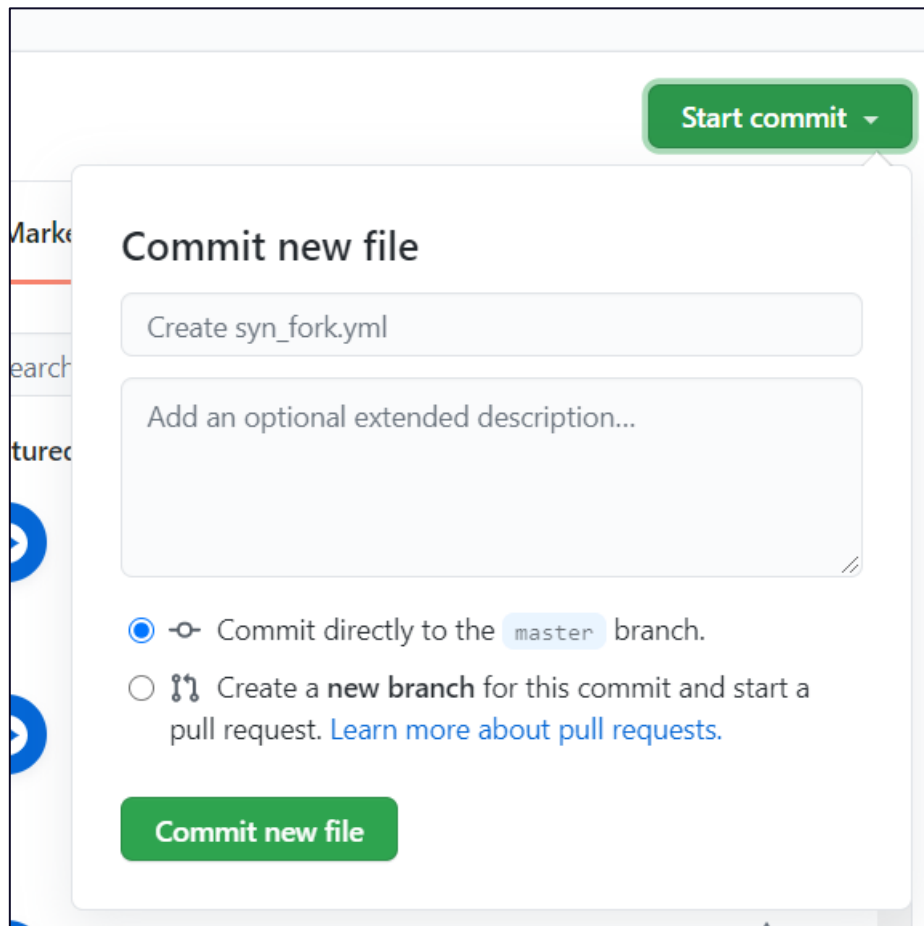 Start commit
Commit new file
Marke
Create syn_fork.yml
earch
Add an optional extended description...
tured
Commit directly to the master branch.
Create a new branch for this commit and start a
pull request. Learn more about pull requests.
Commit new file